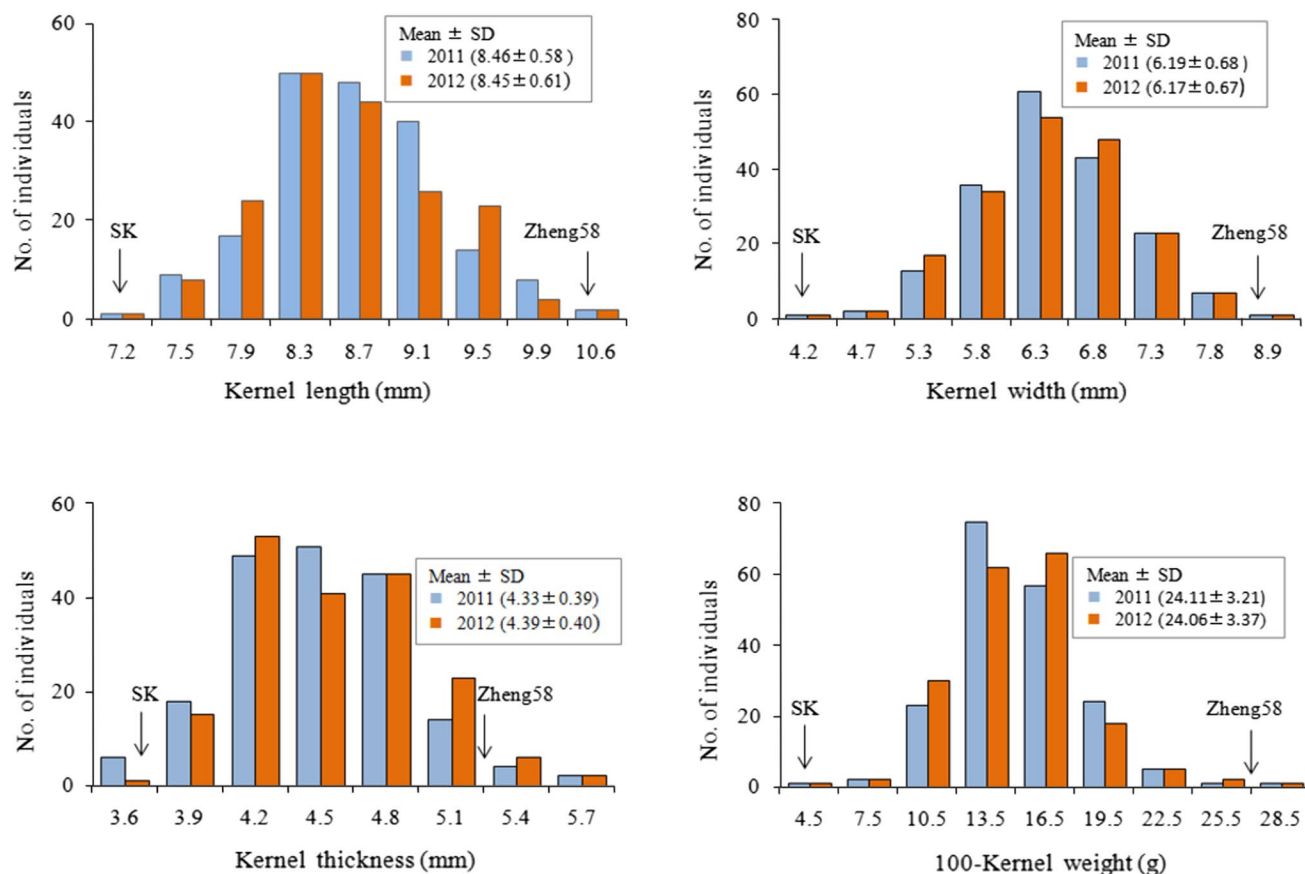 No. of individuals
60
40
20
0
Mean ± SD
2011 (8.46±0.58 )
2012 (8.45±0.61)
SK
Zheng58
7.2 7.5 7.9 8.3 8.7 9.1 9.5 9.9 10.6
Kernel length (mm)
No. of individuals
80
60
40
20
0
Mean ± SD
2011 (6.19±0.68 )
2012 (6.17±0.67)
SK
Zheng58
4.2 4.7 5.3 5.8 6.3 6.8 7.3 7.8 8.9
Kernel width (mm)
No. of individuals
60
40
20
0
Mean ± SD
2011 (4.33±0.39)
2012 (4.39±0.40)
SK
Zheng58
3.6 3.9 4.2 4.5 4.8 5.1 5.4 5.7
Kernel thickness (mm)
No. of individuals
80
60
40
20
0
Mean ± SD
2011 (24.11±3.21)
2012 (24.06±3.37)
SK
Zheng58
4.5 7.5 10.5 13.5 16.5 19.5 22.5 25.5 28.5
100-Kernel weight (g)